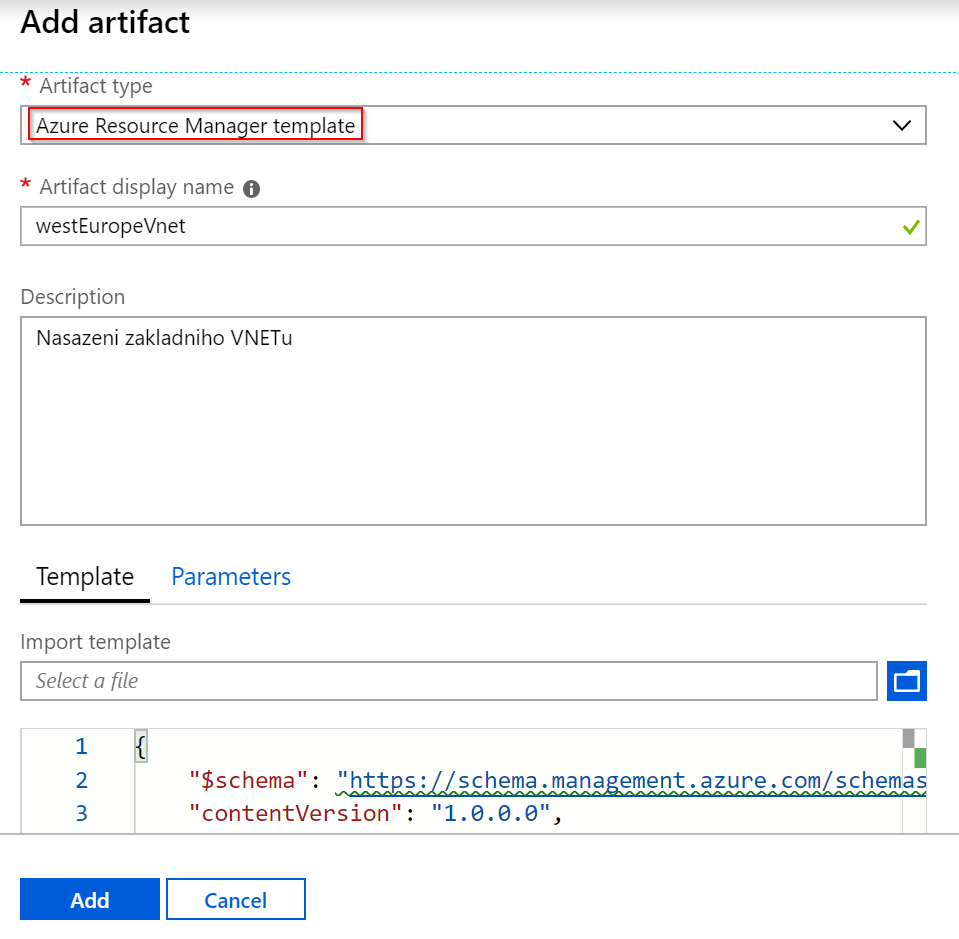 Add artifact
* Artifact type
Azure Resource Manager template
* Artifact display name
westEuropeVnet
Description
Nasazeni zakladniho VNETu
Template Parameters
Import template
Select a file
1 {
2 "$schema": "https://schema.management.azure.com/schemas
3 "contentVersion": "1.0.0.0",
Add Cancel